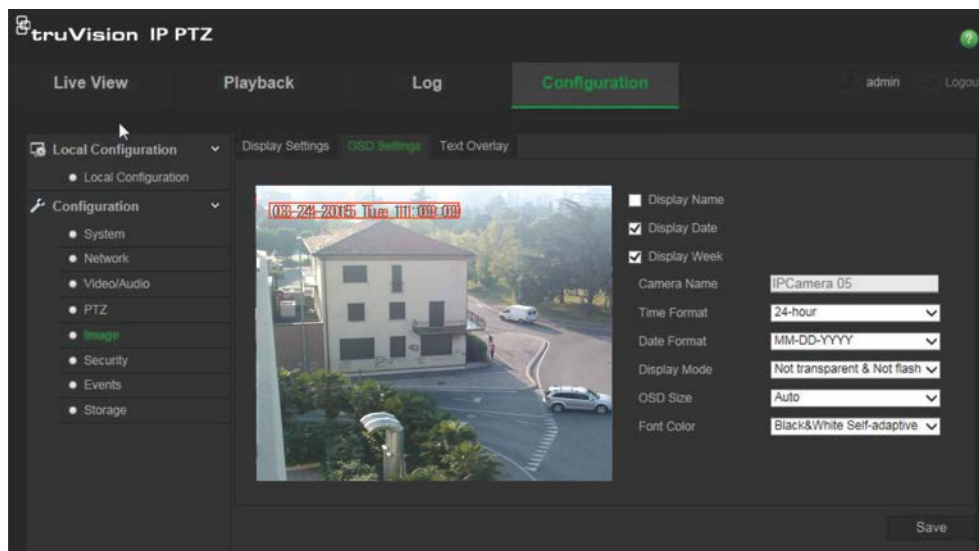 truVision IP PTZ
?
Live View Playback Log Configuration admin Logou
Local Configuration
Local Configuration
Configuration
System
Network
Video/Audio
PTZ
Image
Security
Events
Storage
Display Settings OSD Settings Text Overlay
03-24-2015 Tue 11:09:09
Display Name
Display Date
Display Week
Camera Name IPCamera 05
Time Format 24-hour
Date Format MM-DD-YYYY
Display Mode Not transparent & Not flash
OSD Size Auto
Font Color Black&White Self-adaptive
Save